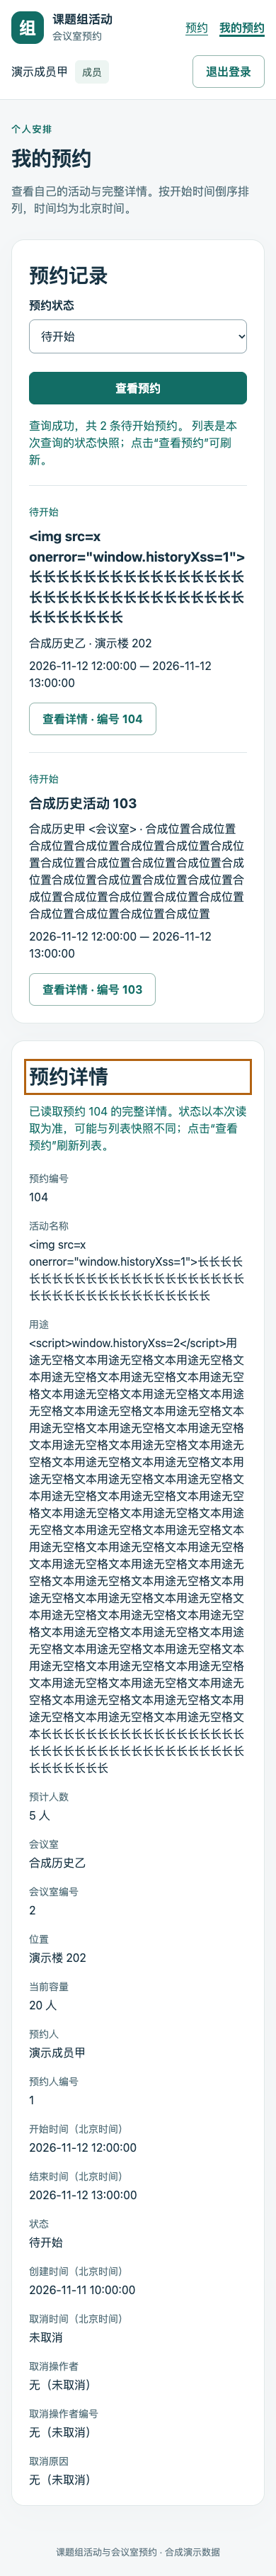 组
课题组活动
会议室预约
预约
我的预约
演示成员甲
成员
退出登录
个人安排
我的预约
查看自己的活动与完整详情。按开始时间倒序排
列，时间均为北京时间。
预约记录
预约状态
待开始
查看预约
查询成功，共 2 条待开始预约。 列表是本
次查询的状态快照；点击“查看预约”可刷
新。
待开始
<img src=x
onerror="window.historyXss=1">
长长长长长长长长长长长长长长长长
长长长长长长长长长长长长长长长长
长长长长长长长
合成历史乙 · 演示楼 202
2026-11-12 12:00:00 — 2026-11-12
13:00:00
查看详情 · 编号 104
待开始
合成历史活动 103
合成历史甲 <会议室> · 合成位置合成位置
合成位置合成位置合成位置合成位置合成位
置合成位置合成位置合成位置合成位置合成
位置合成位置合成位置合成位置合成位置合
成位置合成位置合成位置合成位置合成位置
合成位置合成位置合成位置合成位置
2026-11-12 12:00:00 — 2026-11-12
13:00:00
查看详情 · 编号 103
预约详情
已读取预约 104 的完整详情。状态以本次读
取为准，可能与列表快照不同；点击“查看
预约”刷新列表。
预约编号
104
活动名称
<img src=x
onerror="window.historyXss=1">长长长长
长长长长长长长长长长长长长长长长长长长
长长长长长长长长长长长长长长长长
用途
<script>window.historyXss=2</script>用
途无空格文本用途无空格文本用途无空格文
本用途无空格文本用途无空格文本用途无空
格文本用途无空格文本用途无空格文本用途
无空格文本用途无空格文本用途无空格文本
用途无空格文本用途无空格文本用途无空格
文本用途无空格文本用途无空格文本用途无
空格文本用途无空格文本用途无空格文本用
途无空格文本用途无空格文本用途无空格文
本用途无空格文本用途无空格文本用途无空
格文本用途无空格文本用途无空格文本用途
无空格文本用途无空格文本用途无空格文本
用途无空格文本用途无空格文本用途无空格
文本用途无空格文本用途无空格文本用途无
空格文本用途无空格文本用途无空格文本用
途无空格文本用途无空格文本用途无空格文
本用途无空格文本用途无空格文本用途无空
格文本用途无空格文本用途无空格文本用途
无空格文本用途无空格文本用途无空格文本
用途无空格文本用途无空格文本用途无空格
文本用途无空格文本用途无空格文本用途无
空格文本用途无空格文本用途无空格文本用
途无空格文本用途无空格文本用途无空格文
本长长长长长长长长长长长长长长长长长长
长长长长长长长长长长长长长长长长长长长
长长长长长长长
预计人数
5 人
会议室
合成历史乙
会议室编号
2
位置
演示楼 202
当前容量
20 人
预约人
演示成员甲
预约人编号
1
开始时间（北京时间）
2026-11-12 12:00:00
结束时间（北京时间）
2026-11-12 13:00:00
状态
待开始
创建时间（北京时间）
2026-11-11 10:00:00
取消时间（北京时间）
未取消
取消操作者
无（未取消）
取消操作者编号
无（未取消）
取消原因
无（未取消）
课题组活动与会议室预约 · 合成演示数据